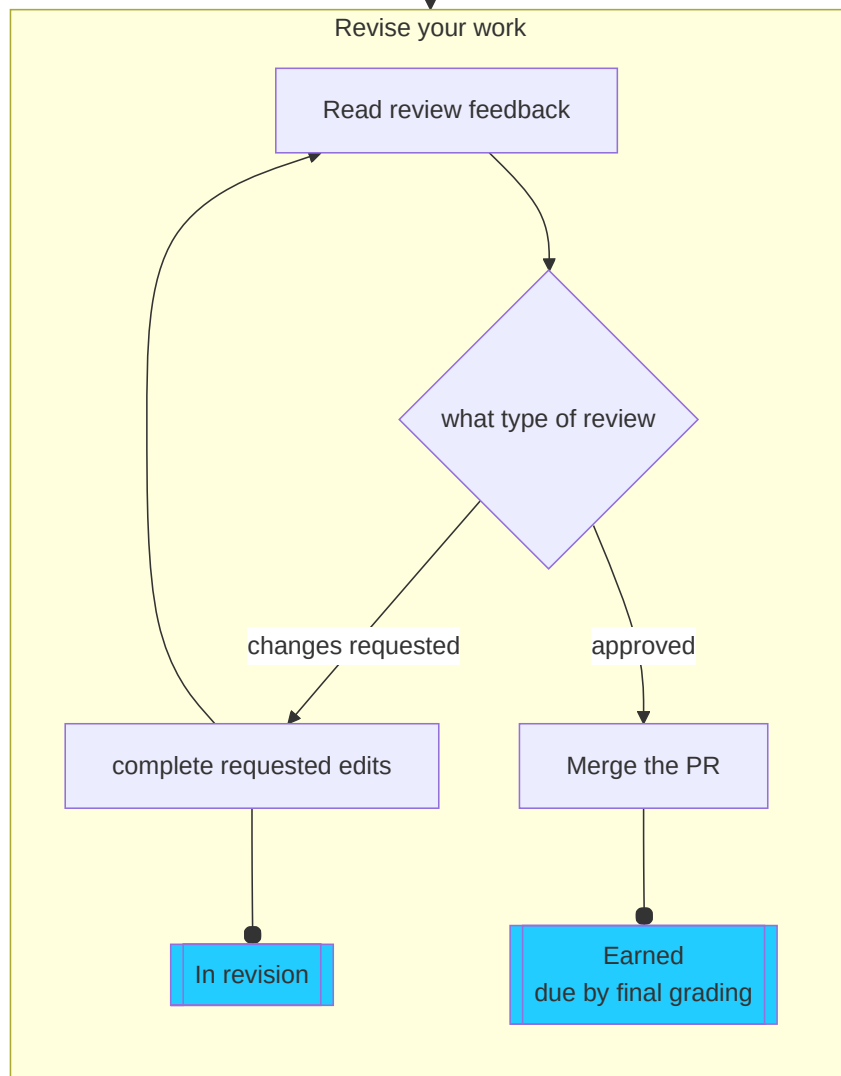 Revise your work
Read review feedback
what type of review
changes requested
approved
complete requested edits
Merge the PR
In revision
Earned
due by final grading